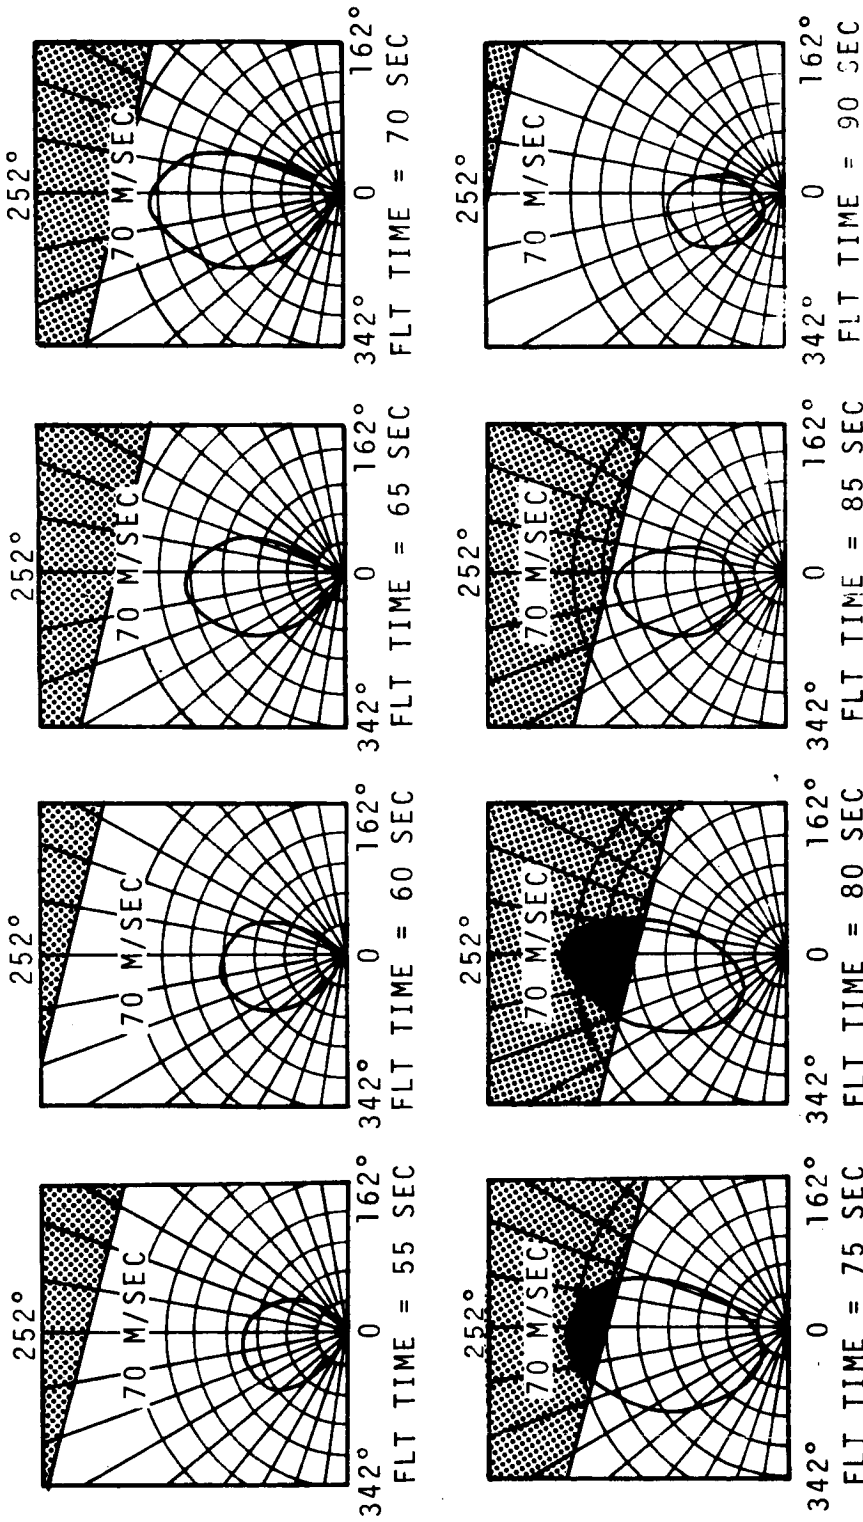 252°
70 M/SEC
342° 0 162°
FLT TIME = 55 SEC
252°
70 M/SEC
342° 0 162°
FLT TIME = 60 SEC
252°
70 M/SEC
342° 0 162°
FLT TIME = 65 SEC
252°
70 M/SEC
342° 0 162°
FLT TIME = 70 SEC
252°
70 M/SEC
342° 0 162°
FLT TIME = 75 SEC
252°
70 M/SEC
342° 0 162°
FLT TIME = 80 SEC
252°
70 M/SEC
342° 0 162°
FLT TIME = 85 SEC
252°
70 M/SEC
342° 0 162°
FLT TIME = 90 SEC